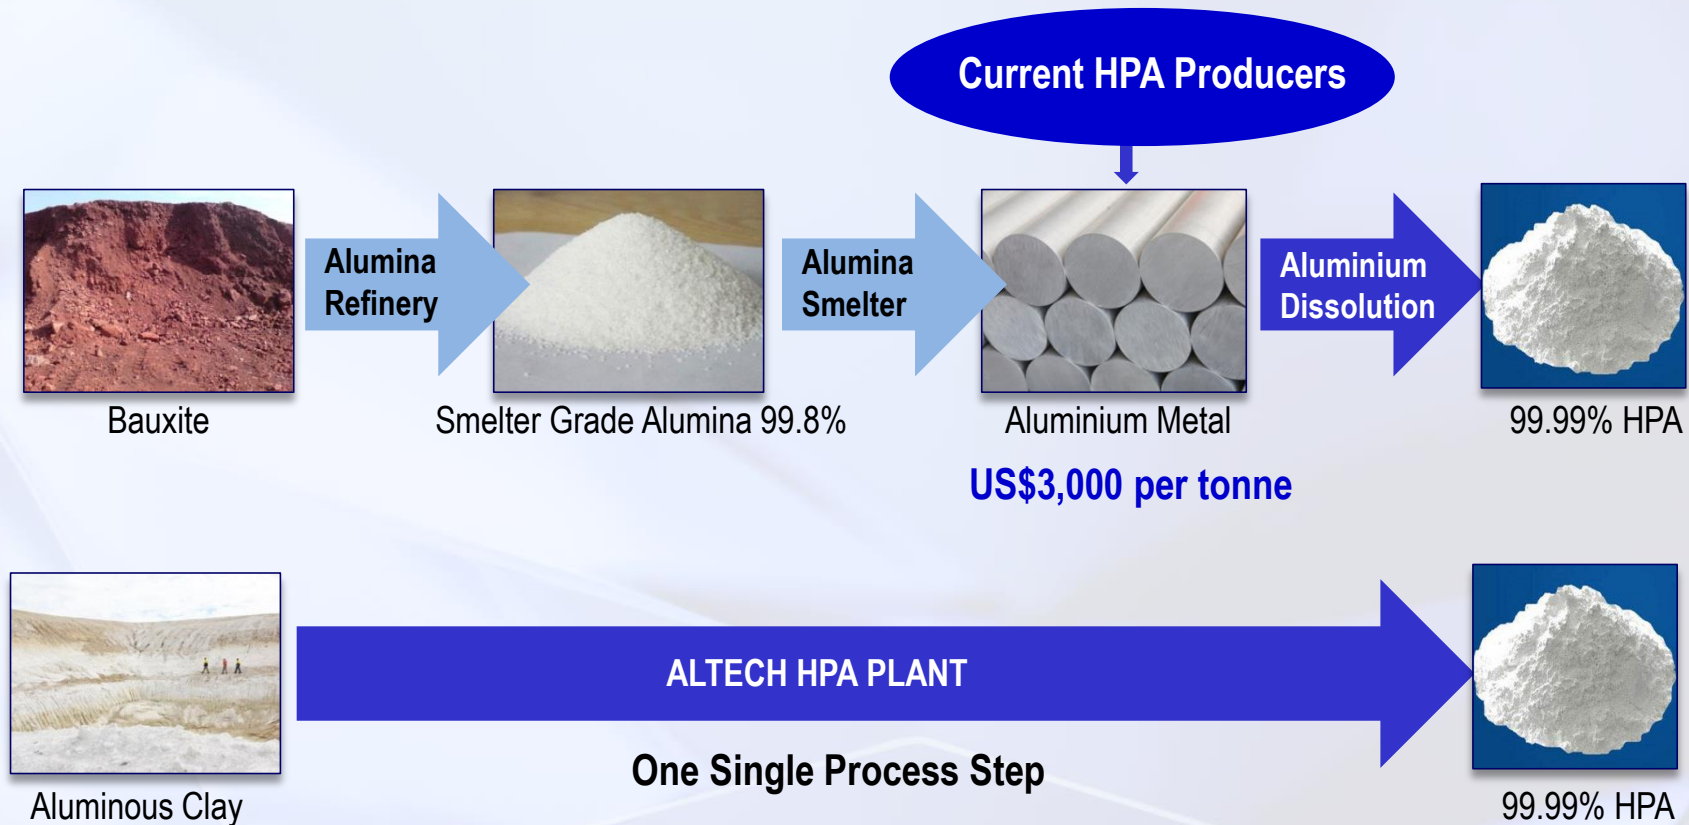 Current HPA Producers
Alumina
Refinery
Alumina
Smelter
Aluminium
Dissolution
Bauxite
Smelter Grade Alumina 99.8%
Aluminium Metal
99.99% HPA
US$3,000 per tonne
ALTECH HPA PLANT
One Single Process Step
Aluminous Clay
99.99% HPA